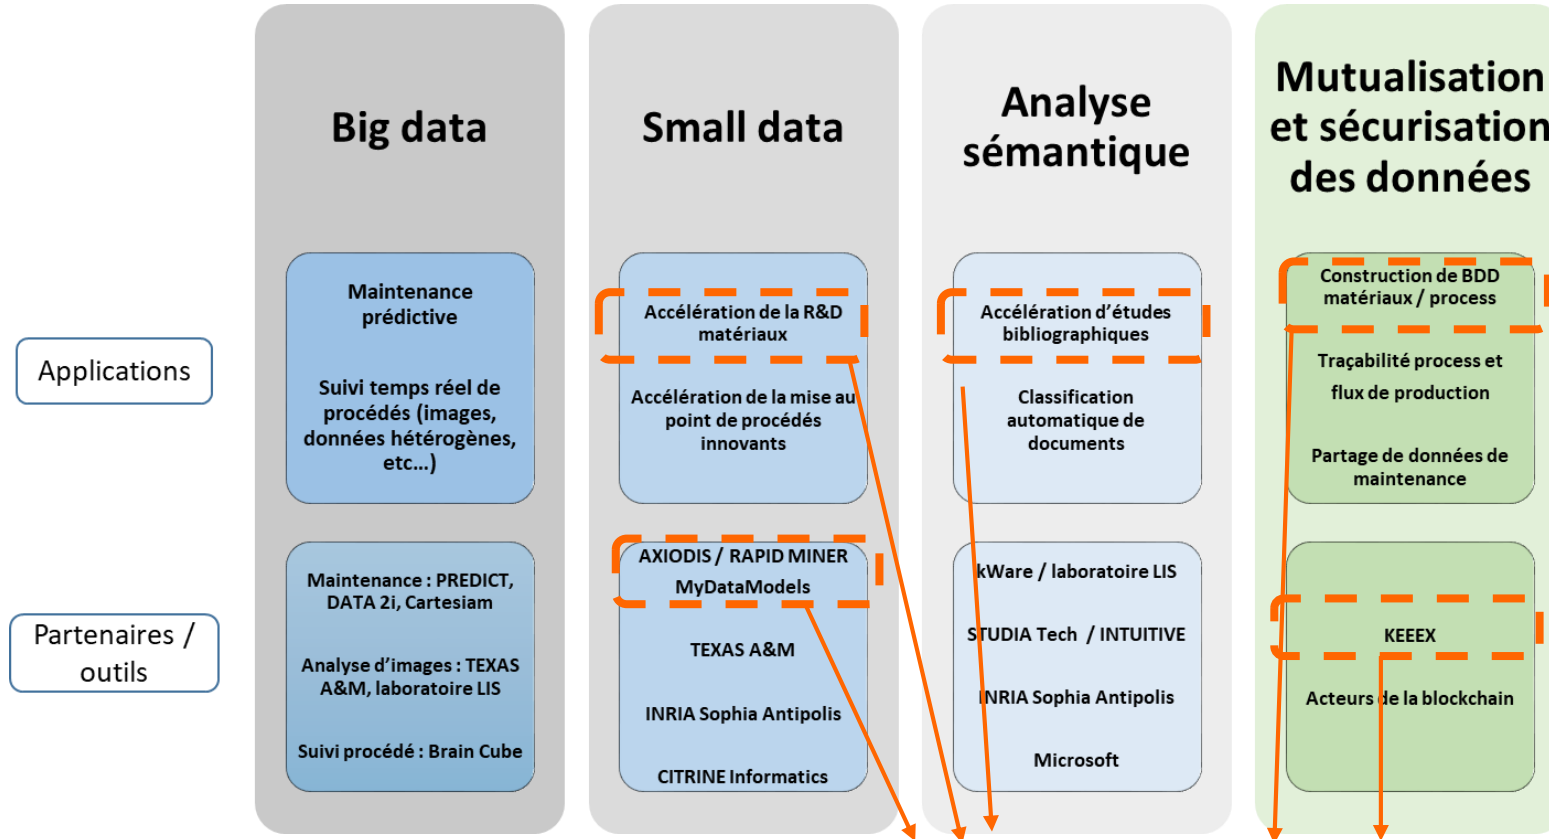 Big data
Small data
Analyse
sémantique
Mutualisation
et sécurisation
des données
Applications
Maintenance
prédictive
Suivi temps réel de
procédés (images,
données hétérogènes,
etc...)
Accélération de la R&D
matériaux
Accélération de la mise au
point de procédés
innovants
Accélération d'études
bibliographiques
Classification
automatique de
documents
Construction de BDD
matériaux / process
Traçabilité process et
flux de production
Partage de données de
maintenance
Partenaires /
outils
Maintenance : PREDICT,
DATA 2i, Cartesiam
Analyse d'images : TEXAS
A&M, laboratoire LIS
Suivi procédé : Brain Cube
AXIODIS / RAPID MINER
MyDataModels
TEXAS A&M
INRIA Sophia Antipolis
CITRINE Informatics
kWare / laboratoire LIS
STUDIA Tech / INTUITIVE
INRIA Sophia Antipolis
Microsoft
KEEEX
Acteurs de la blockchain